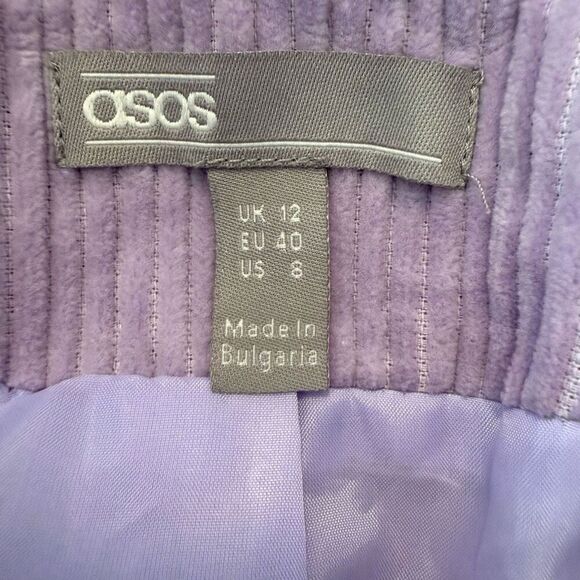 asos
UK 12
EU 40
US 8
Made In
Bulgaria